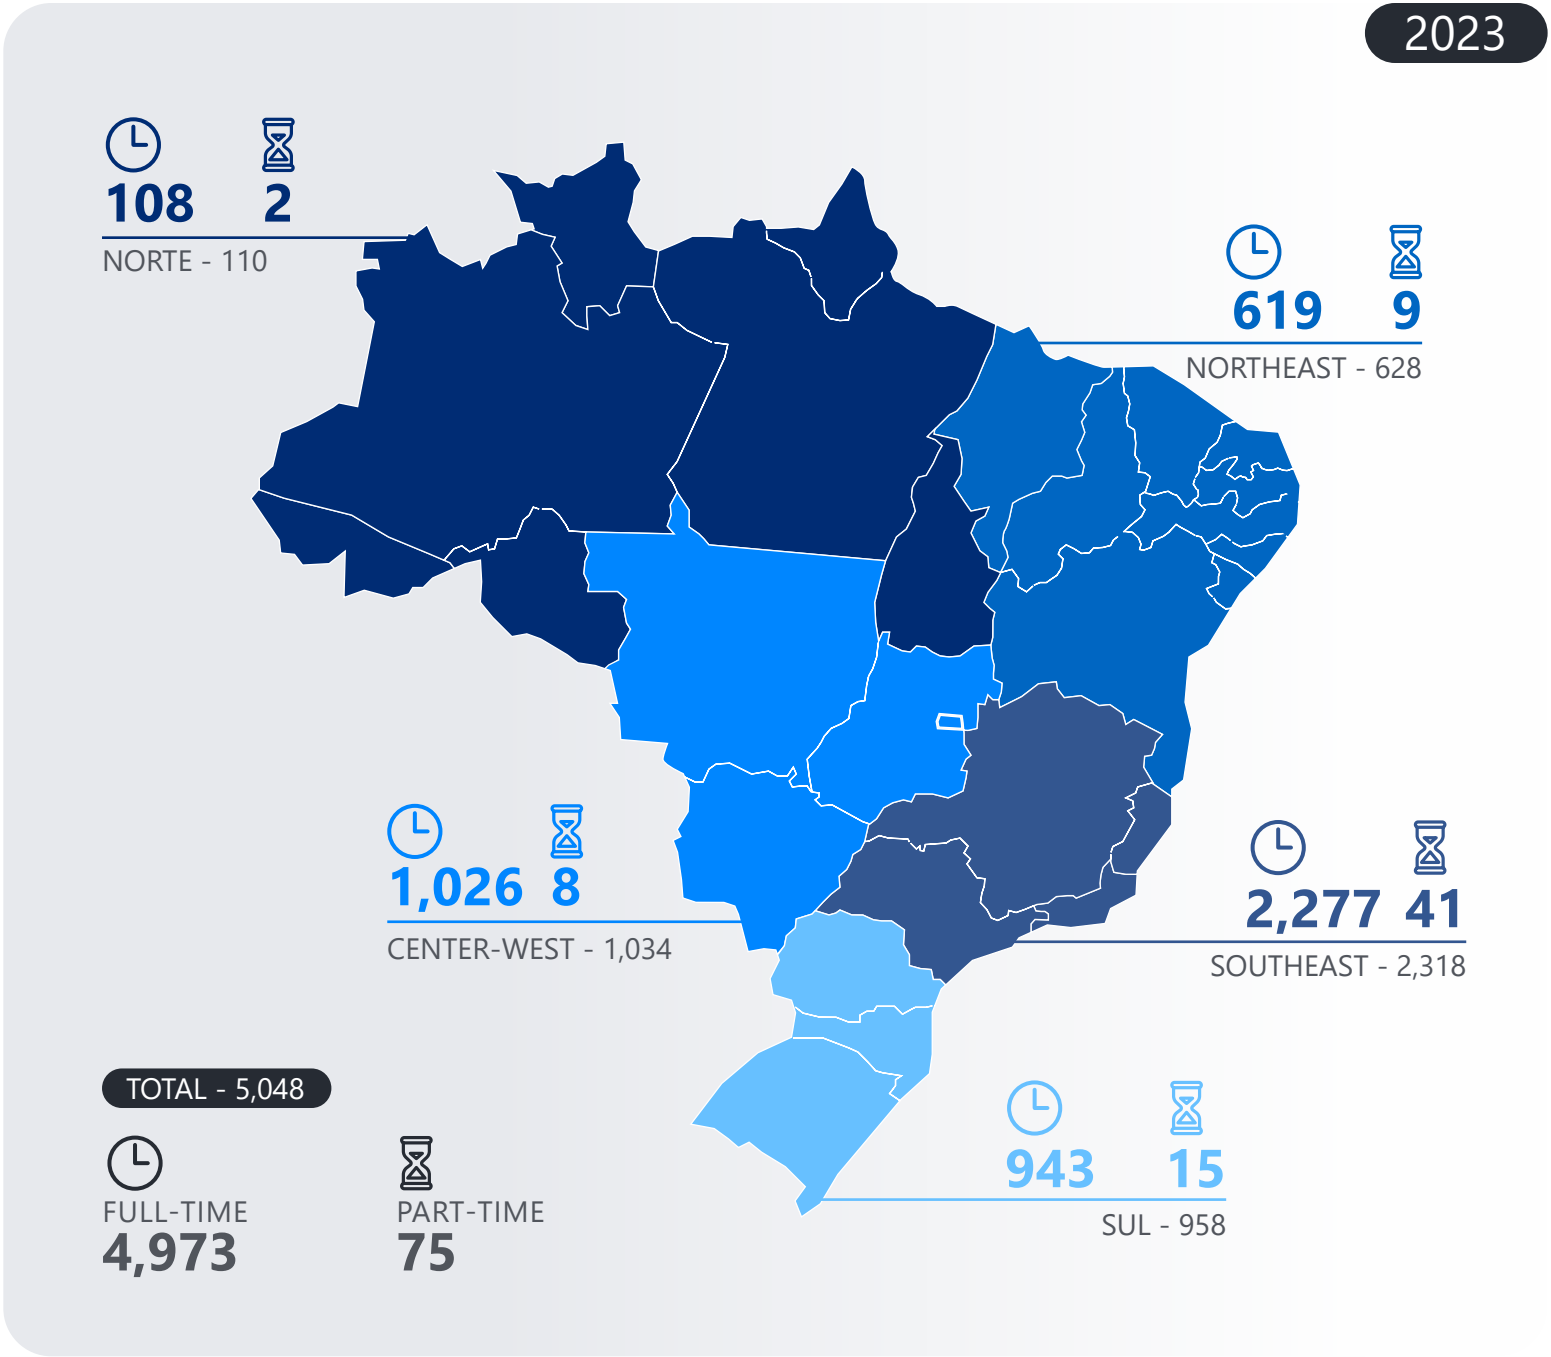 2023
108 2
NORTE - 110
619 9
NORTHEAST - 628
1,026 8
CENTER-WEST - 1,034
2,277 41
SOUTHEAST - 2,318
943 15
SUL - 958
TOTAL - 5,048
FULL-TIME PART-TIME
4,973 75